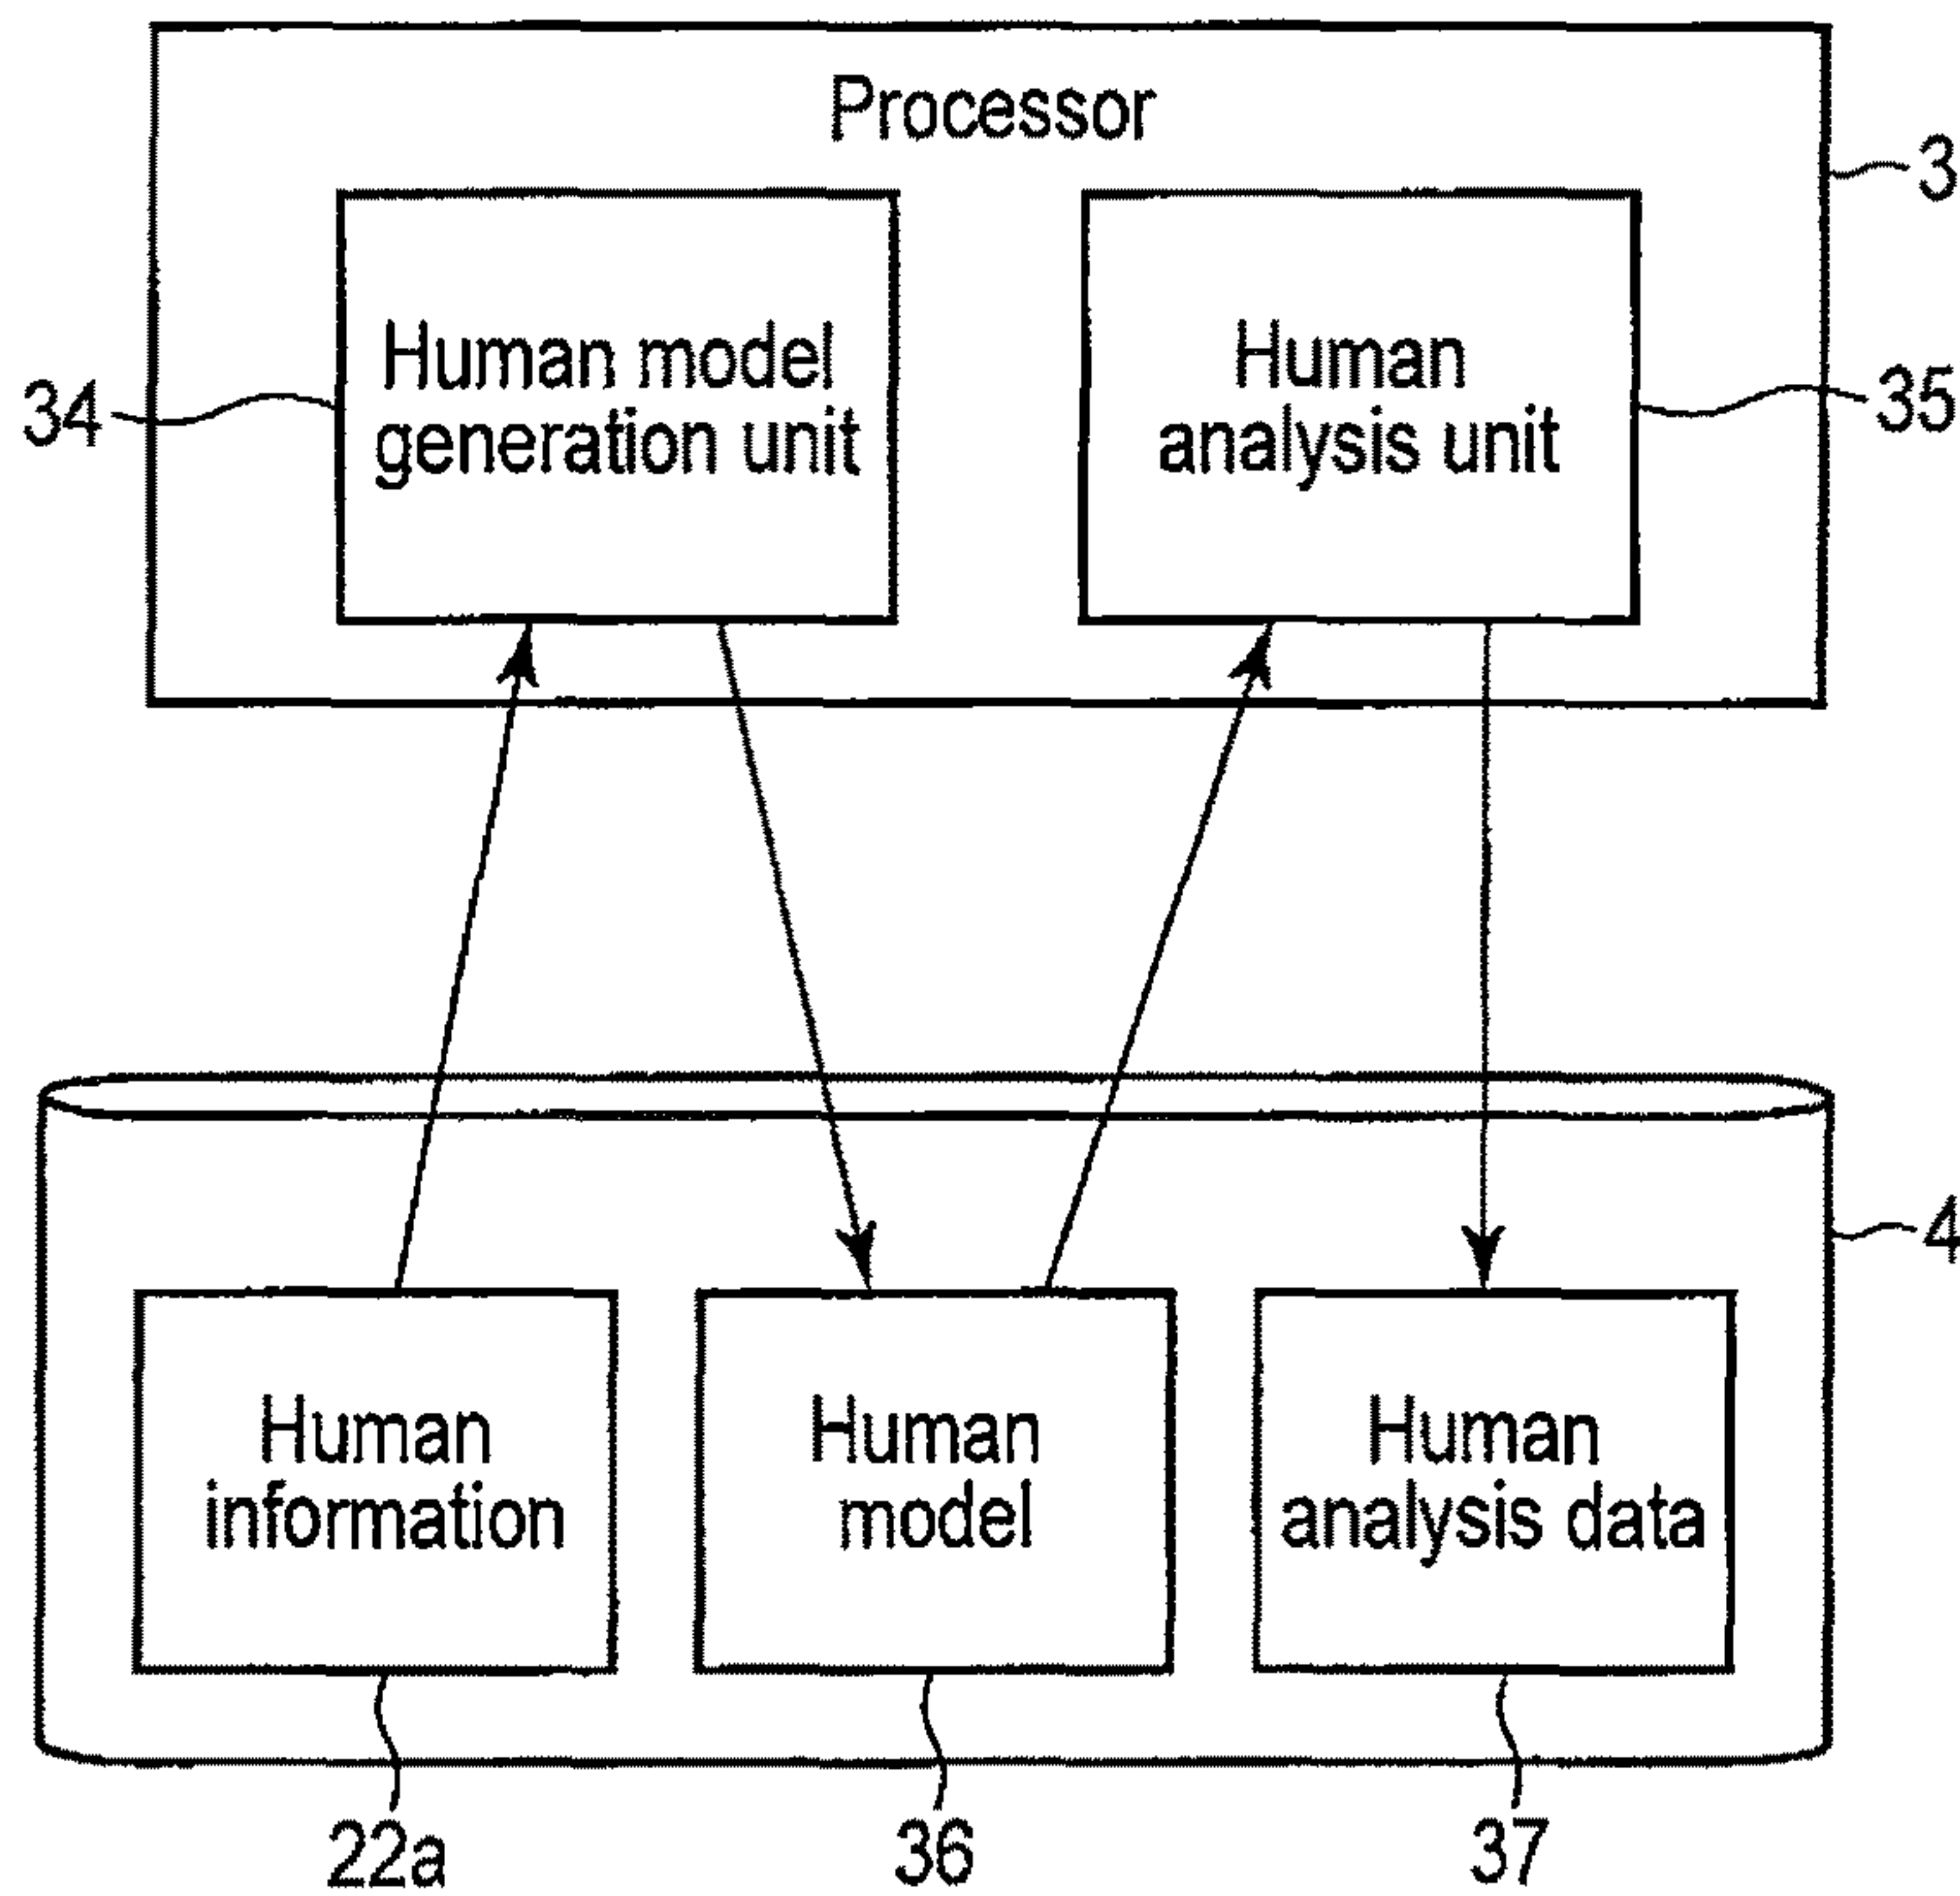 Processor
3
Human model
generation unit
34
Human
analysis unit
35
4
Human
information
Human
model
Human
analysis data
22a
36
37